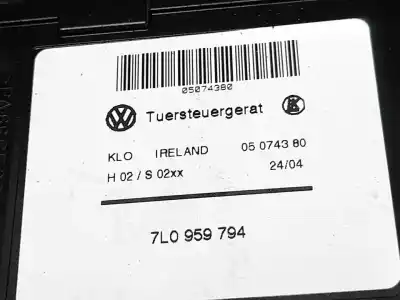 05074380
Tuersteuergerat
KLO IRELAND 05 0743 80
H 02 / S 02xx 24/04
7L0 959 794